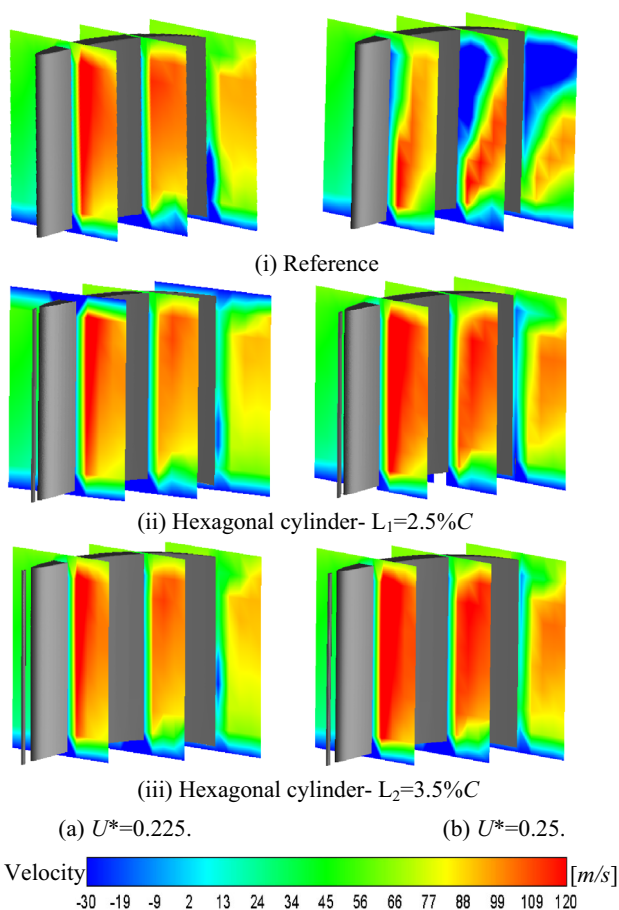 (i) Reference
(ii) Hexagonal cylinder- L₁=2.5%C
(iii) Hexagonal cylinder- L₂=3.5%C
(a) U*=0.225. (b) U*=0.25.
Velocity [m/s]
-30 -19 -9 2 13 24 34 45 56 66 77 88 99 109 120